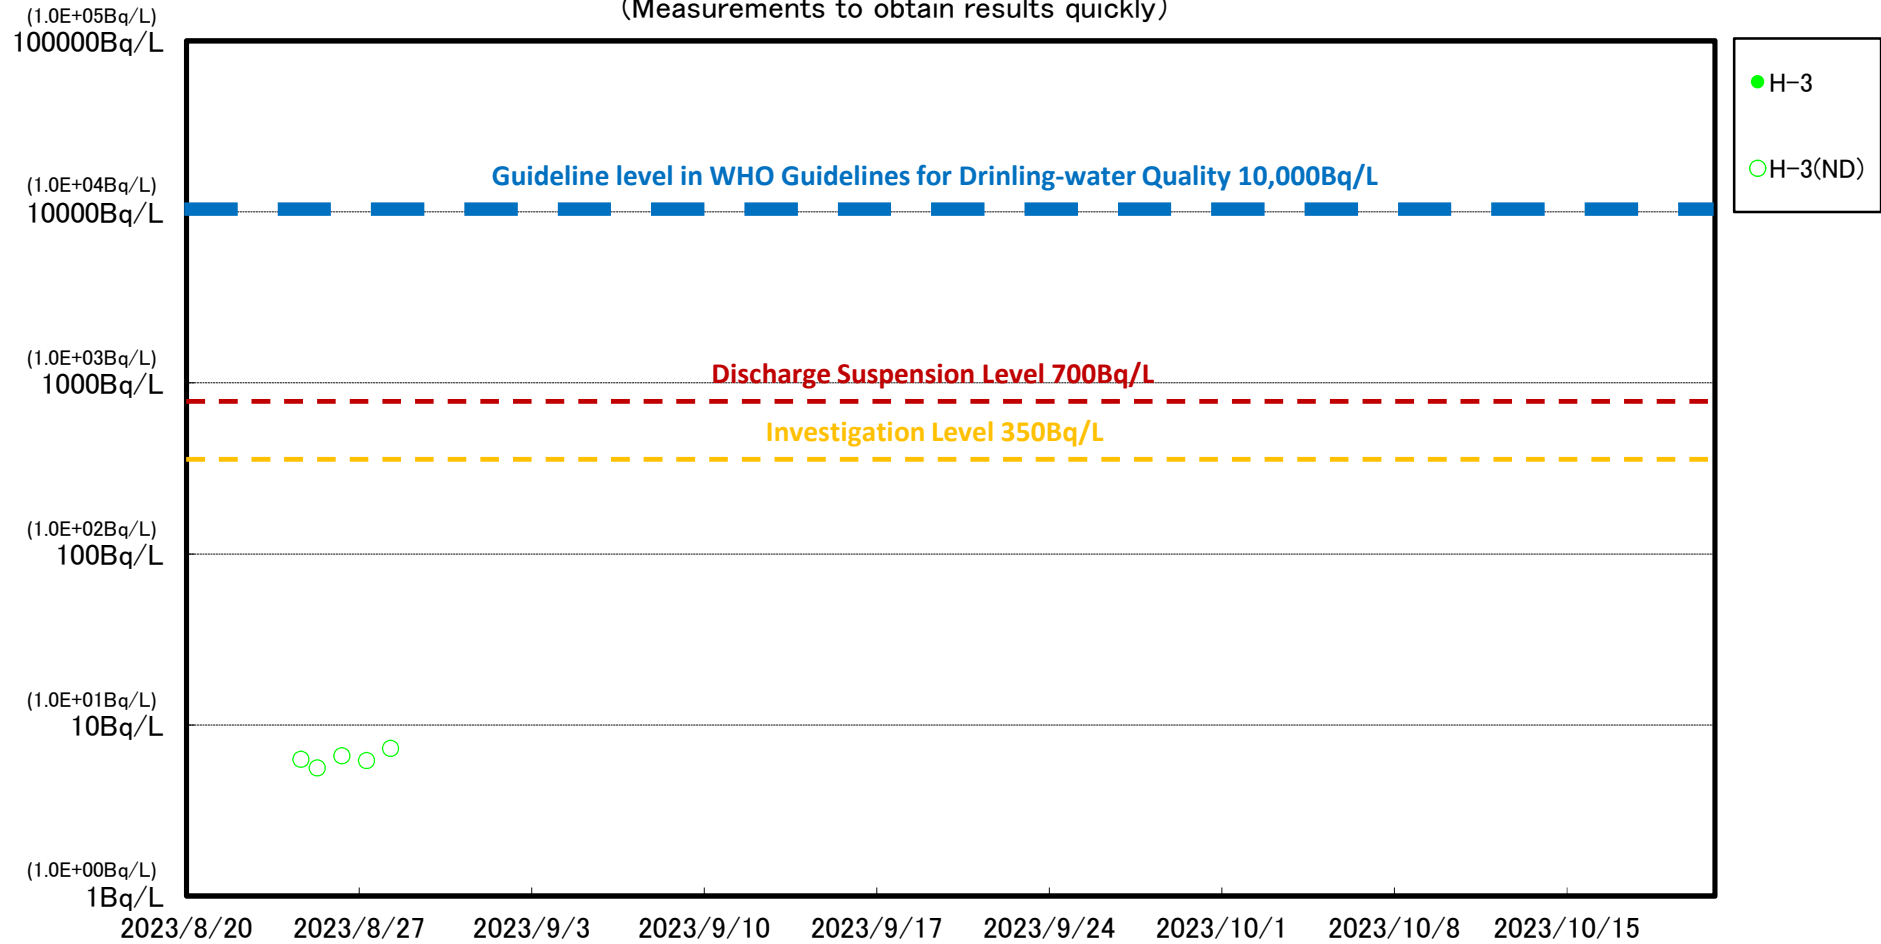 (Measurements to obtain results quickly)
(1.0E+05Bq/L)
100000Bq/L
H-3
H-3(ND)
Guideline level in WHO Guidelines for Drinling-water Quality 10,000Bq/L
(1.0E+04Bq/L)
10000Bq/L
(1.0E+03Bq/L)
1000Bq/L
Discharge Suspension Level 700Bq/L
Investigation Level 350Bq/L
(1.0E+02Bq/L)
100Bq/L
(1.0E+01Bq/L)
10Bq/L
(1.0E+00Bq/L)
1Bq/L
2023/8/20 2023/8/27 2023/9/3 2023/9/10 2023/9/17 2023/9/24 2023/10/1 2023/10/8 2023/10/15